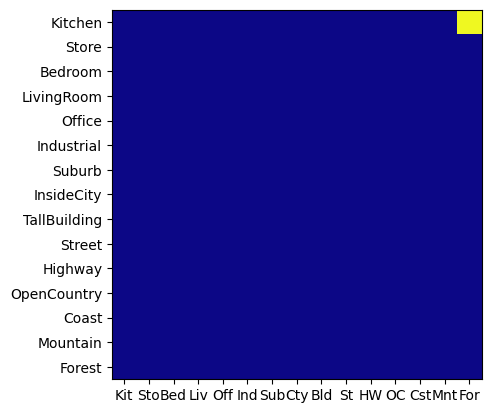 Kitchen
Store
Bedroom
LivingRoom
Office
Industrial
Suburb
InsideCity
TallBuilding
Street
Highway
OpenCountry
Coast
Mountain
Forest
Kit Sto Bed Liv Off Ind Sub Cty Bld St HW OC Cst Mnt For